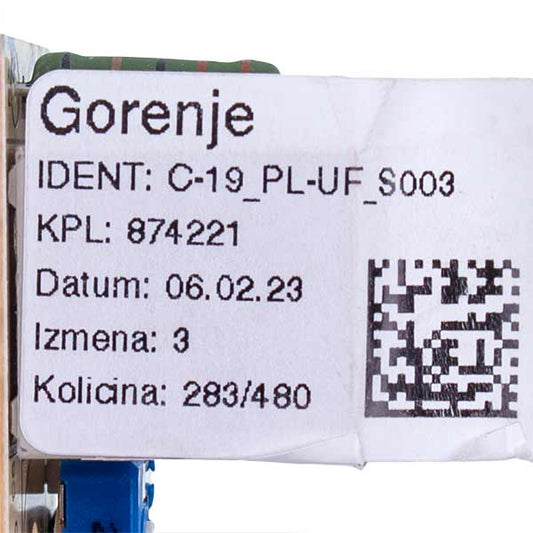 Gorenje
IDENT: C-19_PL-UF_S003
KPL: 874221
Datum: 06.02.23
Izmena: 3
Kolicina: 283/480